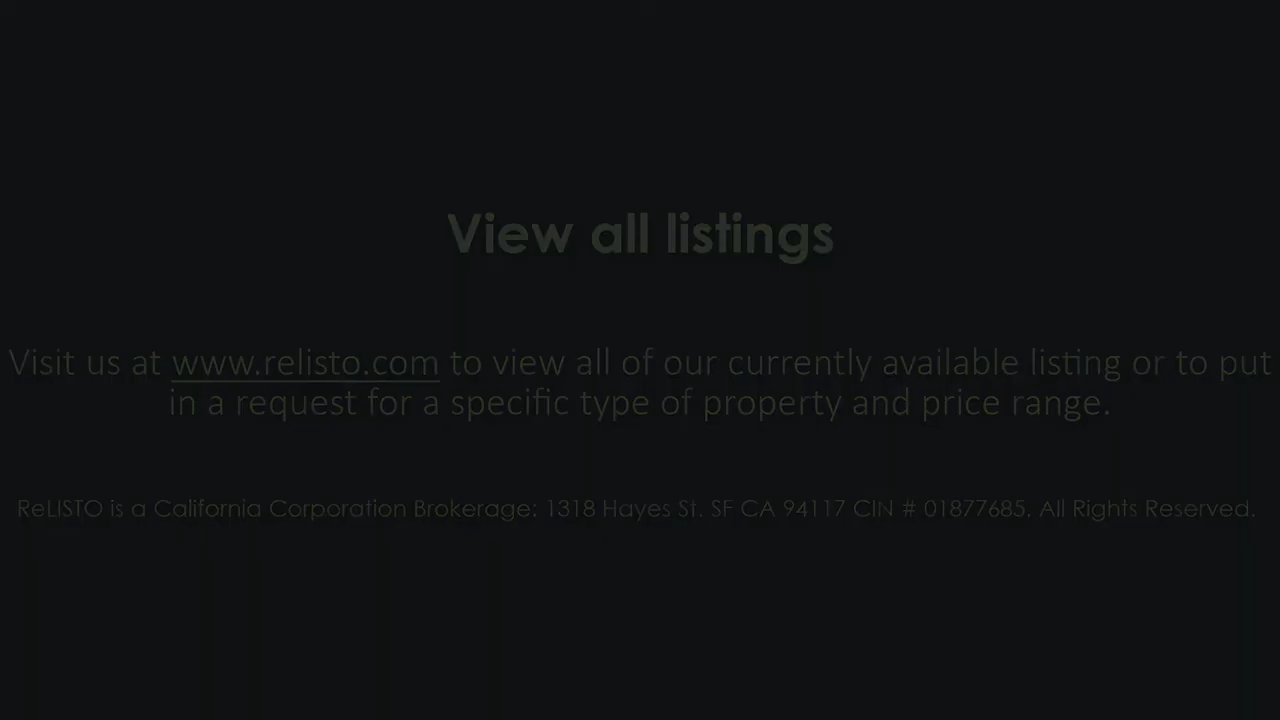 View all listings
Visit us at www.relisto.com to view all of our currently available listing or to put
in a request for a specific type of property and price range.
ReLISTO is a California Corporation Brokerage: 1318 Hayes St. SF CA 94117 CIN # 01877685. All Rights Reserved.